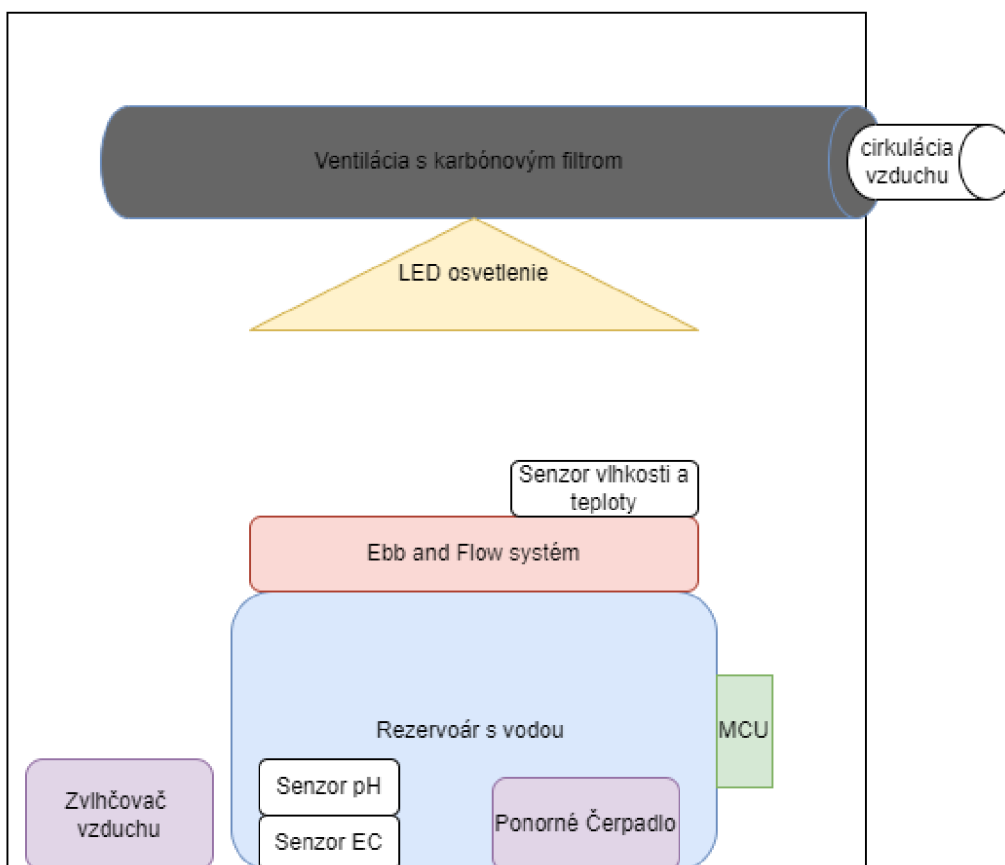 Ventilácia s karbónovým filtrom
cirkulácia
vzduchu
LED osvetlenie
Senzor vlhkosti a
teploty
Ebb and Flow systém
Rezervoár s vodou
MCU
Senzor pH
Zvlhčovač
vzduchu
Ponorné Čerpadlo
Senzor EC